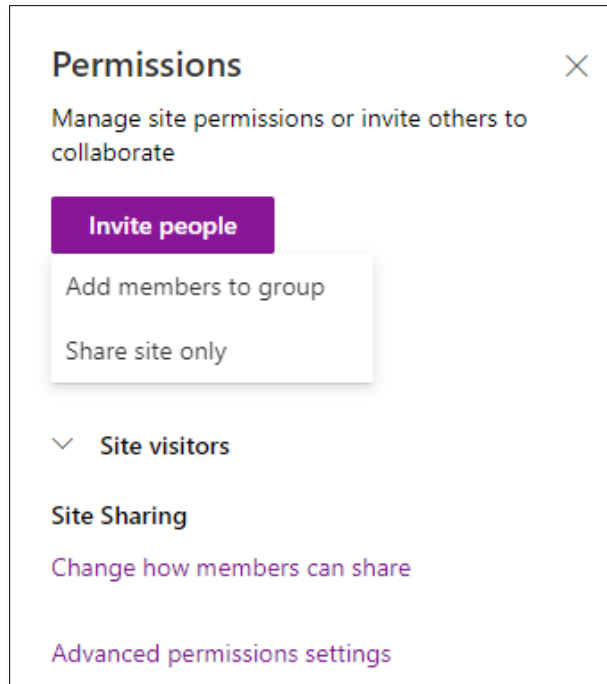 Permissions
Manage site permissions or invite others to
collaborate
Invite people
Add members to group
Share site only
Site visitors
Site Sharing
Change how members can share
Advanced permissions settings